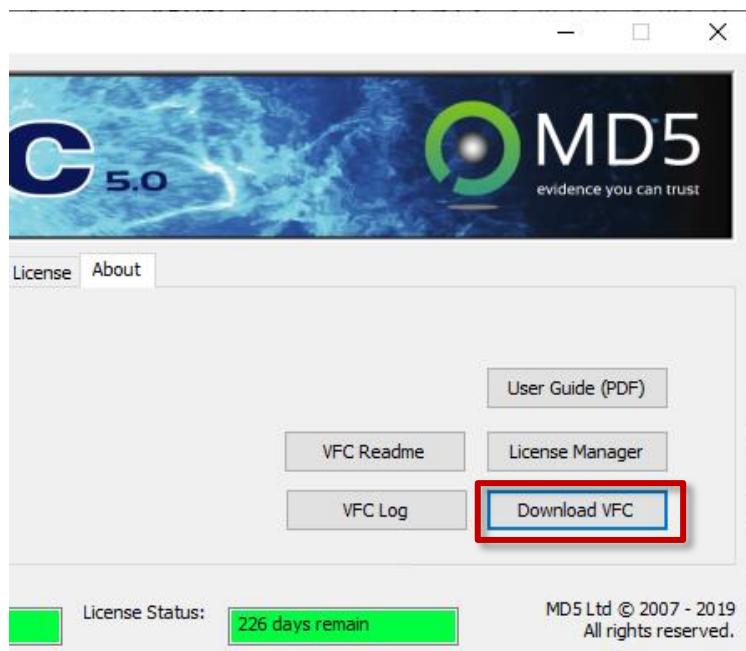 C 5.0
MD5
evidence you can trust
License
About
User Guide (PDF)
VFC Readme
License Manager
VFC Log
Download VFC
License Status:
226 days remain
MD5 Ltd © 2007 - 2019
All rights reserved.